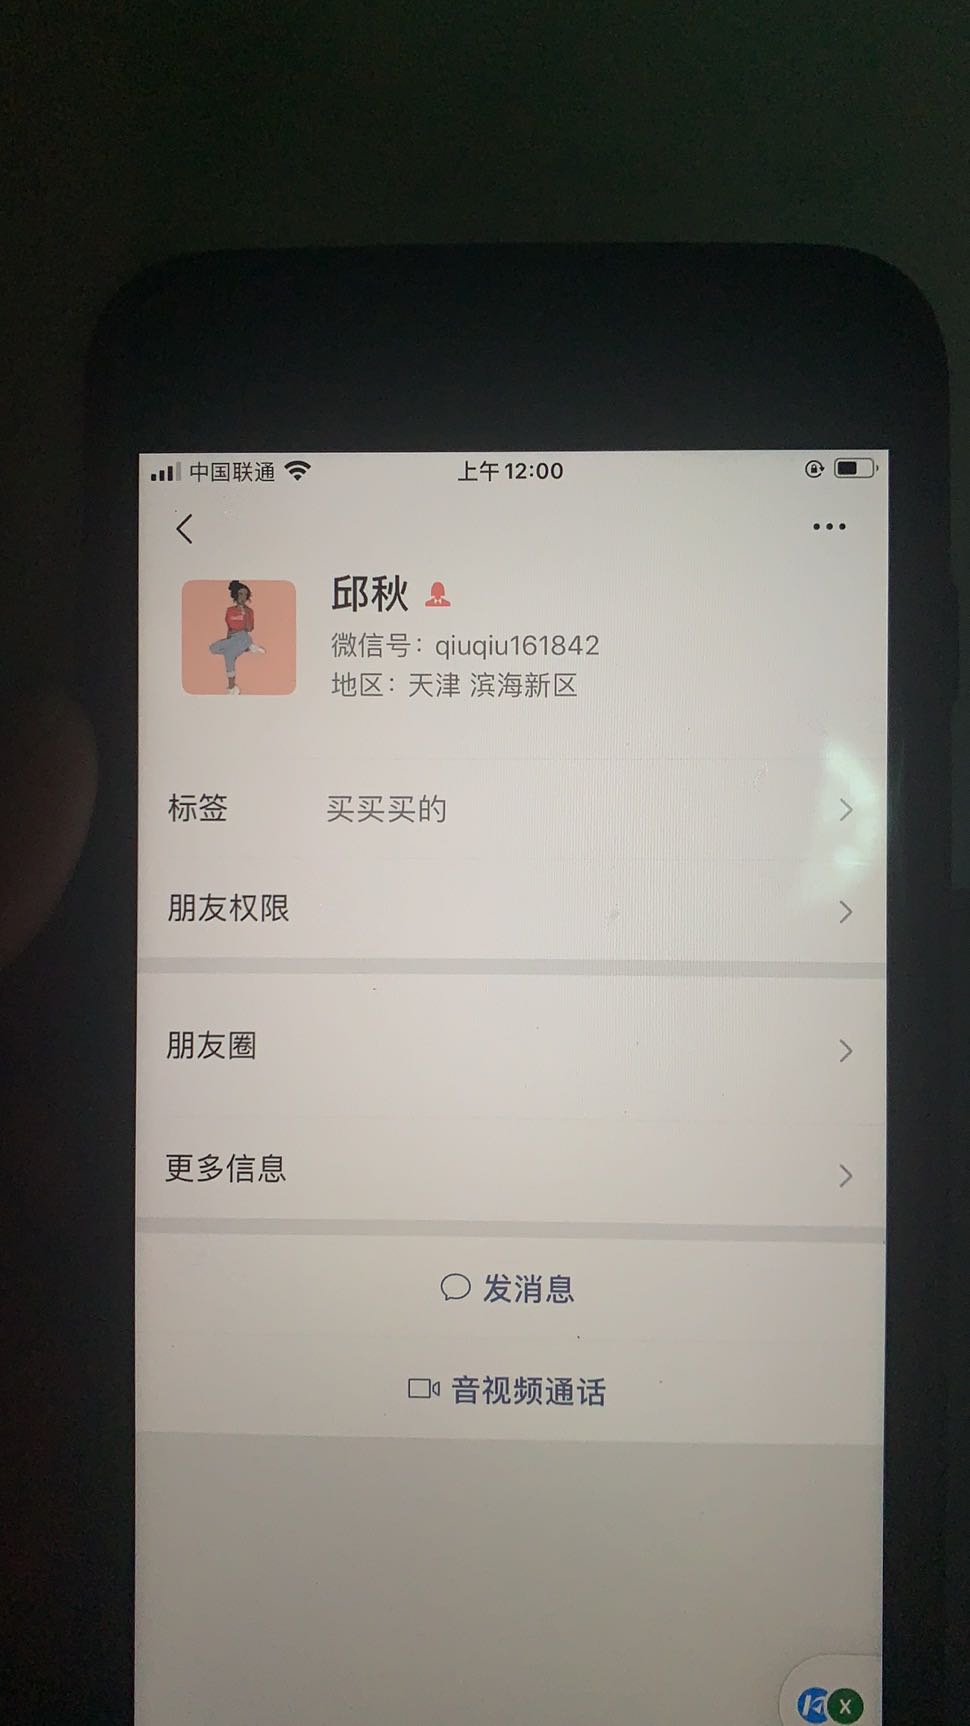 中国联通 上午12:00
邱秋
微信号：qiuqiu161842
地区：天津 滨海新区
标签 买买买的
朋友权限
朋友圈
更多信息
发消息
音视频通话
X